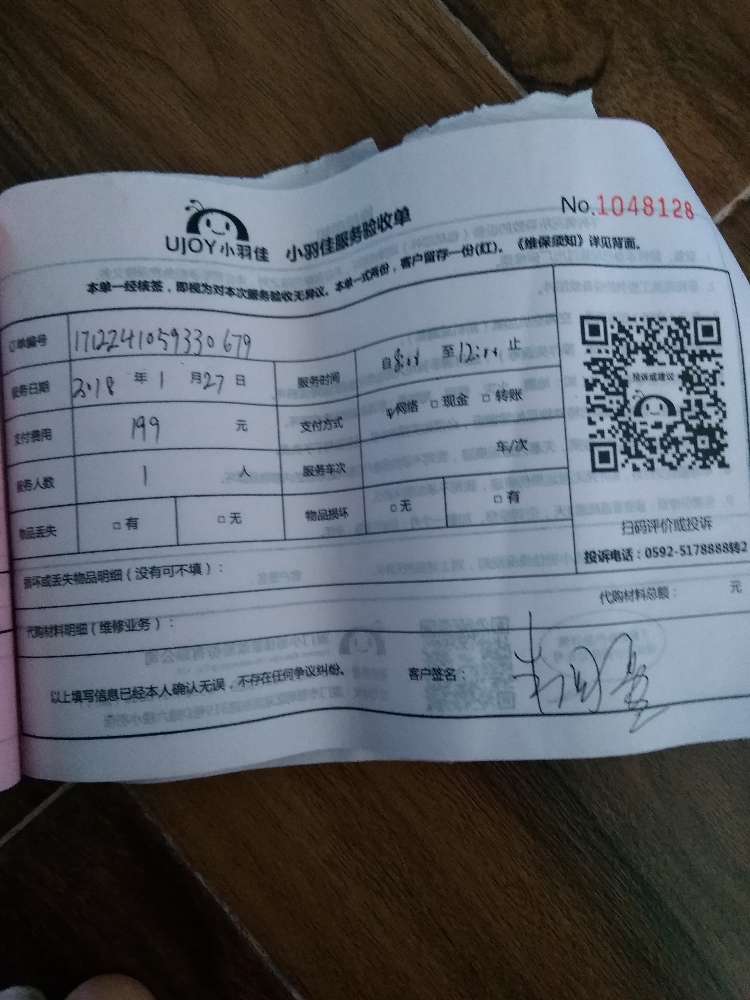 UJOY小羽佳 小羽佳服务验收单 No.1048128
本单一经核签，即视为对本次服务验收无异议。本单一式两份，客户留存一份(红)。《维保须知》详见背面。
订单编号 1712241059330679
服务日期 2018 年 1 月 27 日 服务时间 自 8:00 至 12:00 止
支付费用 199 元 支付方式 网络 □ 现金 □ 转账
服务人数 1 人 服务车次 车/次
物品丢失 □ 有 □ 无 物品损坏 □ 无 □ 有
投诉或建议
扫码评价或投诉
投诉电话：0592-5178888转2
损坏或丢失物品明细（没有可不填）：
代购材料明细（维修业务）： 代购材料总额： 元
以上填写信息已经本人确认无误，不存在任何争议纠纷。 客户签名：